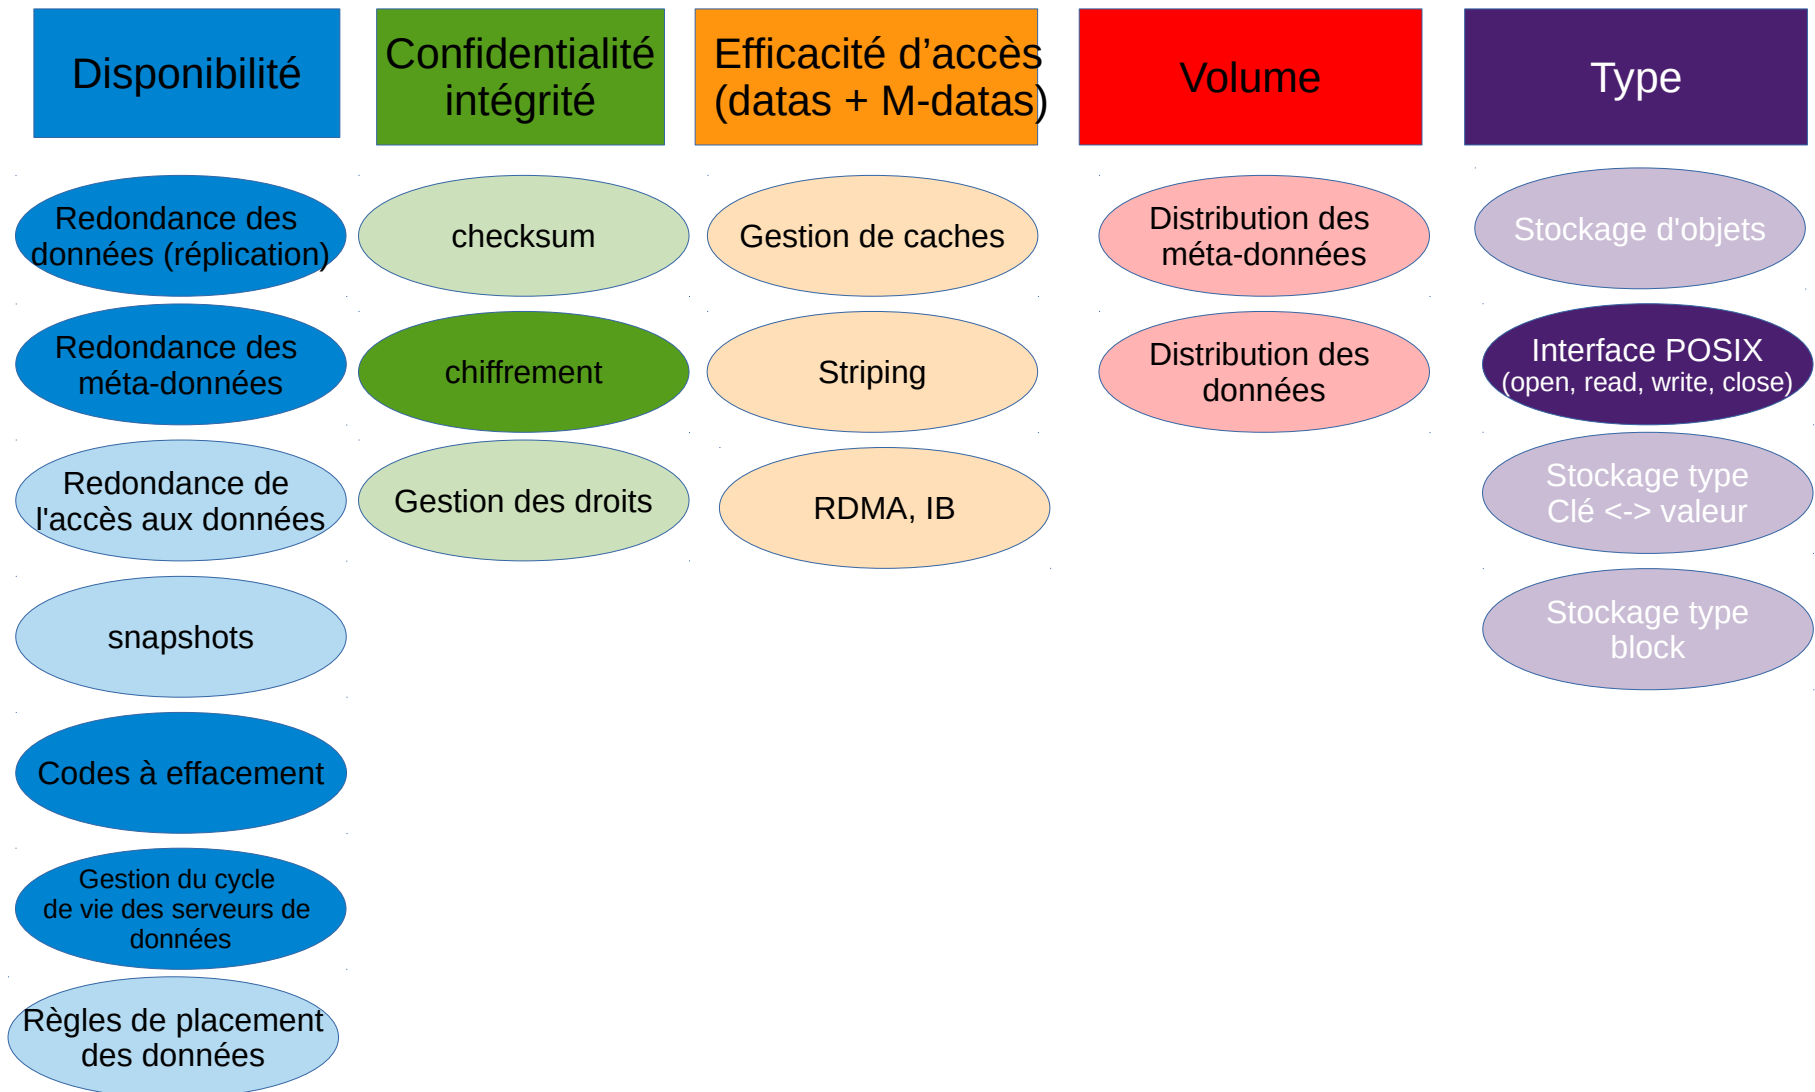 Disponibilité
Confidentialité
intégrité
Efficacité d’accès
(datas + M-datas)
Volume
Type
Redondance des
données (réplication)
Redondance des
méta-données
Redondance de
l'accès aux données
snapshots
Codes à effacement
Gestion du cycle
de vie des serveurs de
données
Règles de placement
des données
checksum
chiffrement
Gestion des droits
Gestion de caches
Striping
RDMA, IB
Distribution des
méta-données
Distribution des
données
Stockage d'objets
Interface POSIX
(open, read, write, close)
Stockage type
Clé <-> valeur
Stockage type
block